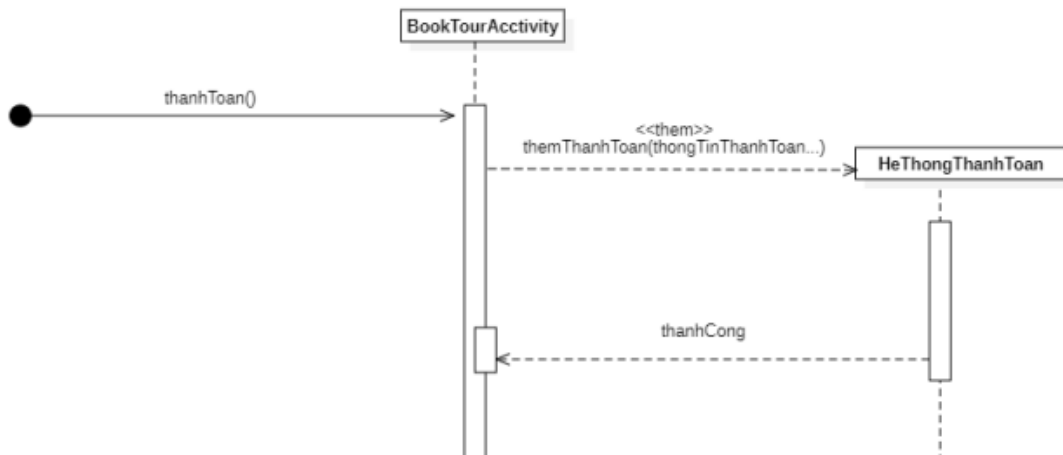 BookTourAcctivity
thanhToan()
<<them>>
themThanhToan(thongTinThanhToan...)
HeThongThanhToan
thanhCong